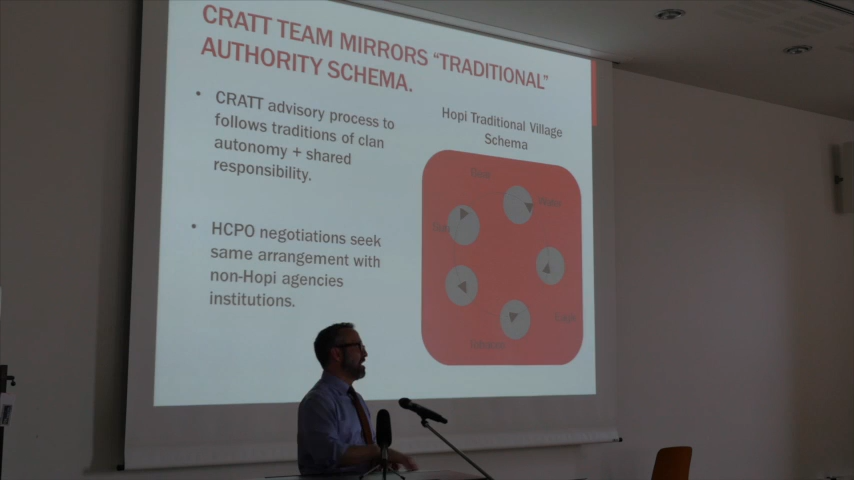 CRATT TEAM MIRRORS “TRADITIONAL”
AUTHORITY SCHEMA.
• CRATT advisory process to
follows traditions of clan
autonomy + shared
responsibility.
• HCPO negotiations seek
same arrangement with
non-Hopi agencies
institutions.
Hopi Traditional Village
Schema